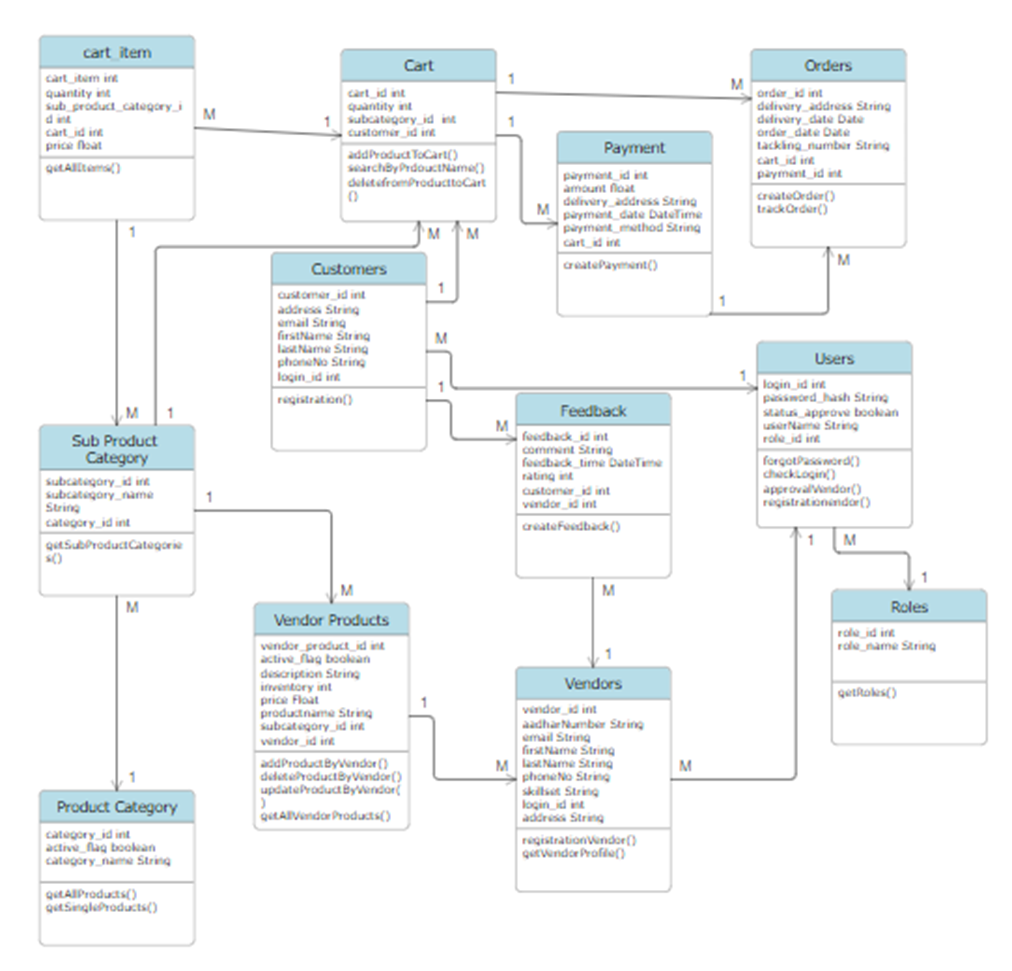 cart_item
cart_item int
quantity int
sub_product_category_i
d int
cart_id int
price float
getAllItems()
M
1
1
M
Cart
cart_id int
quantity int
subcategory_id int
customer_id int
addProductToCart()
searchByPrdouctName()
deletefromProducttoCart
()
1
M
1
M
M
M
Orders
order_id int
delivery_address String
delivery_date Date
order_date Date
tackling_number String
cart_id int
payment_id int
createOrder()
trackOrder()
M
Payment
payment_id int
amount float
delivery_address String
payment_date DateTime
payment_method String
cart_id int
createPayment()
1
Customers
customer_id int
address String
email String
firstName String
lastName String
phoneNo String
login_id int
registration()
1
M
1
1
M
Users
login_id int
password_hash String
status_approve boolean
userName String
role_id int
forgotPassword()
checkLogin()
approvalVendor()
registrationendor()
1
M
1
Feedback
feedback_id int
comment String
feedback_time DateTime
rating int
customer_id int
vendor_id int
createFeedback()
M
1
Sub Product
Category
subcategory_id int
subcategory_name
String
category_id int
getSubProductCategorie
s()
1
1
M
M
1
Roles
role_id int
role_name String
getRoles()
Vendor Products
vendor_product_id int
active_flag boolean
description String
inventory int
price Float
productname String
subcategory_id int
vendor_id int
addProductByVendor()
deleteProductByVendor()
updateProductByVendor(
)
getAllVendorProducts()
1
M
Vendors
vendor_id int
aadharNumber String
email String
firstName String
lastName String
phoneNo String
skillset String
login_id int
address String
registrationVendor()
getVendorProfile()
M
Product Category
category_id int
active_flag boolean
category_name String
getAllProducts()
getSingleProducts()